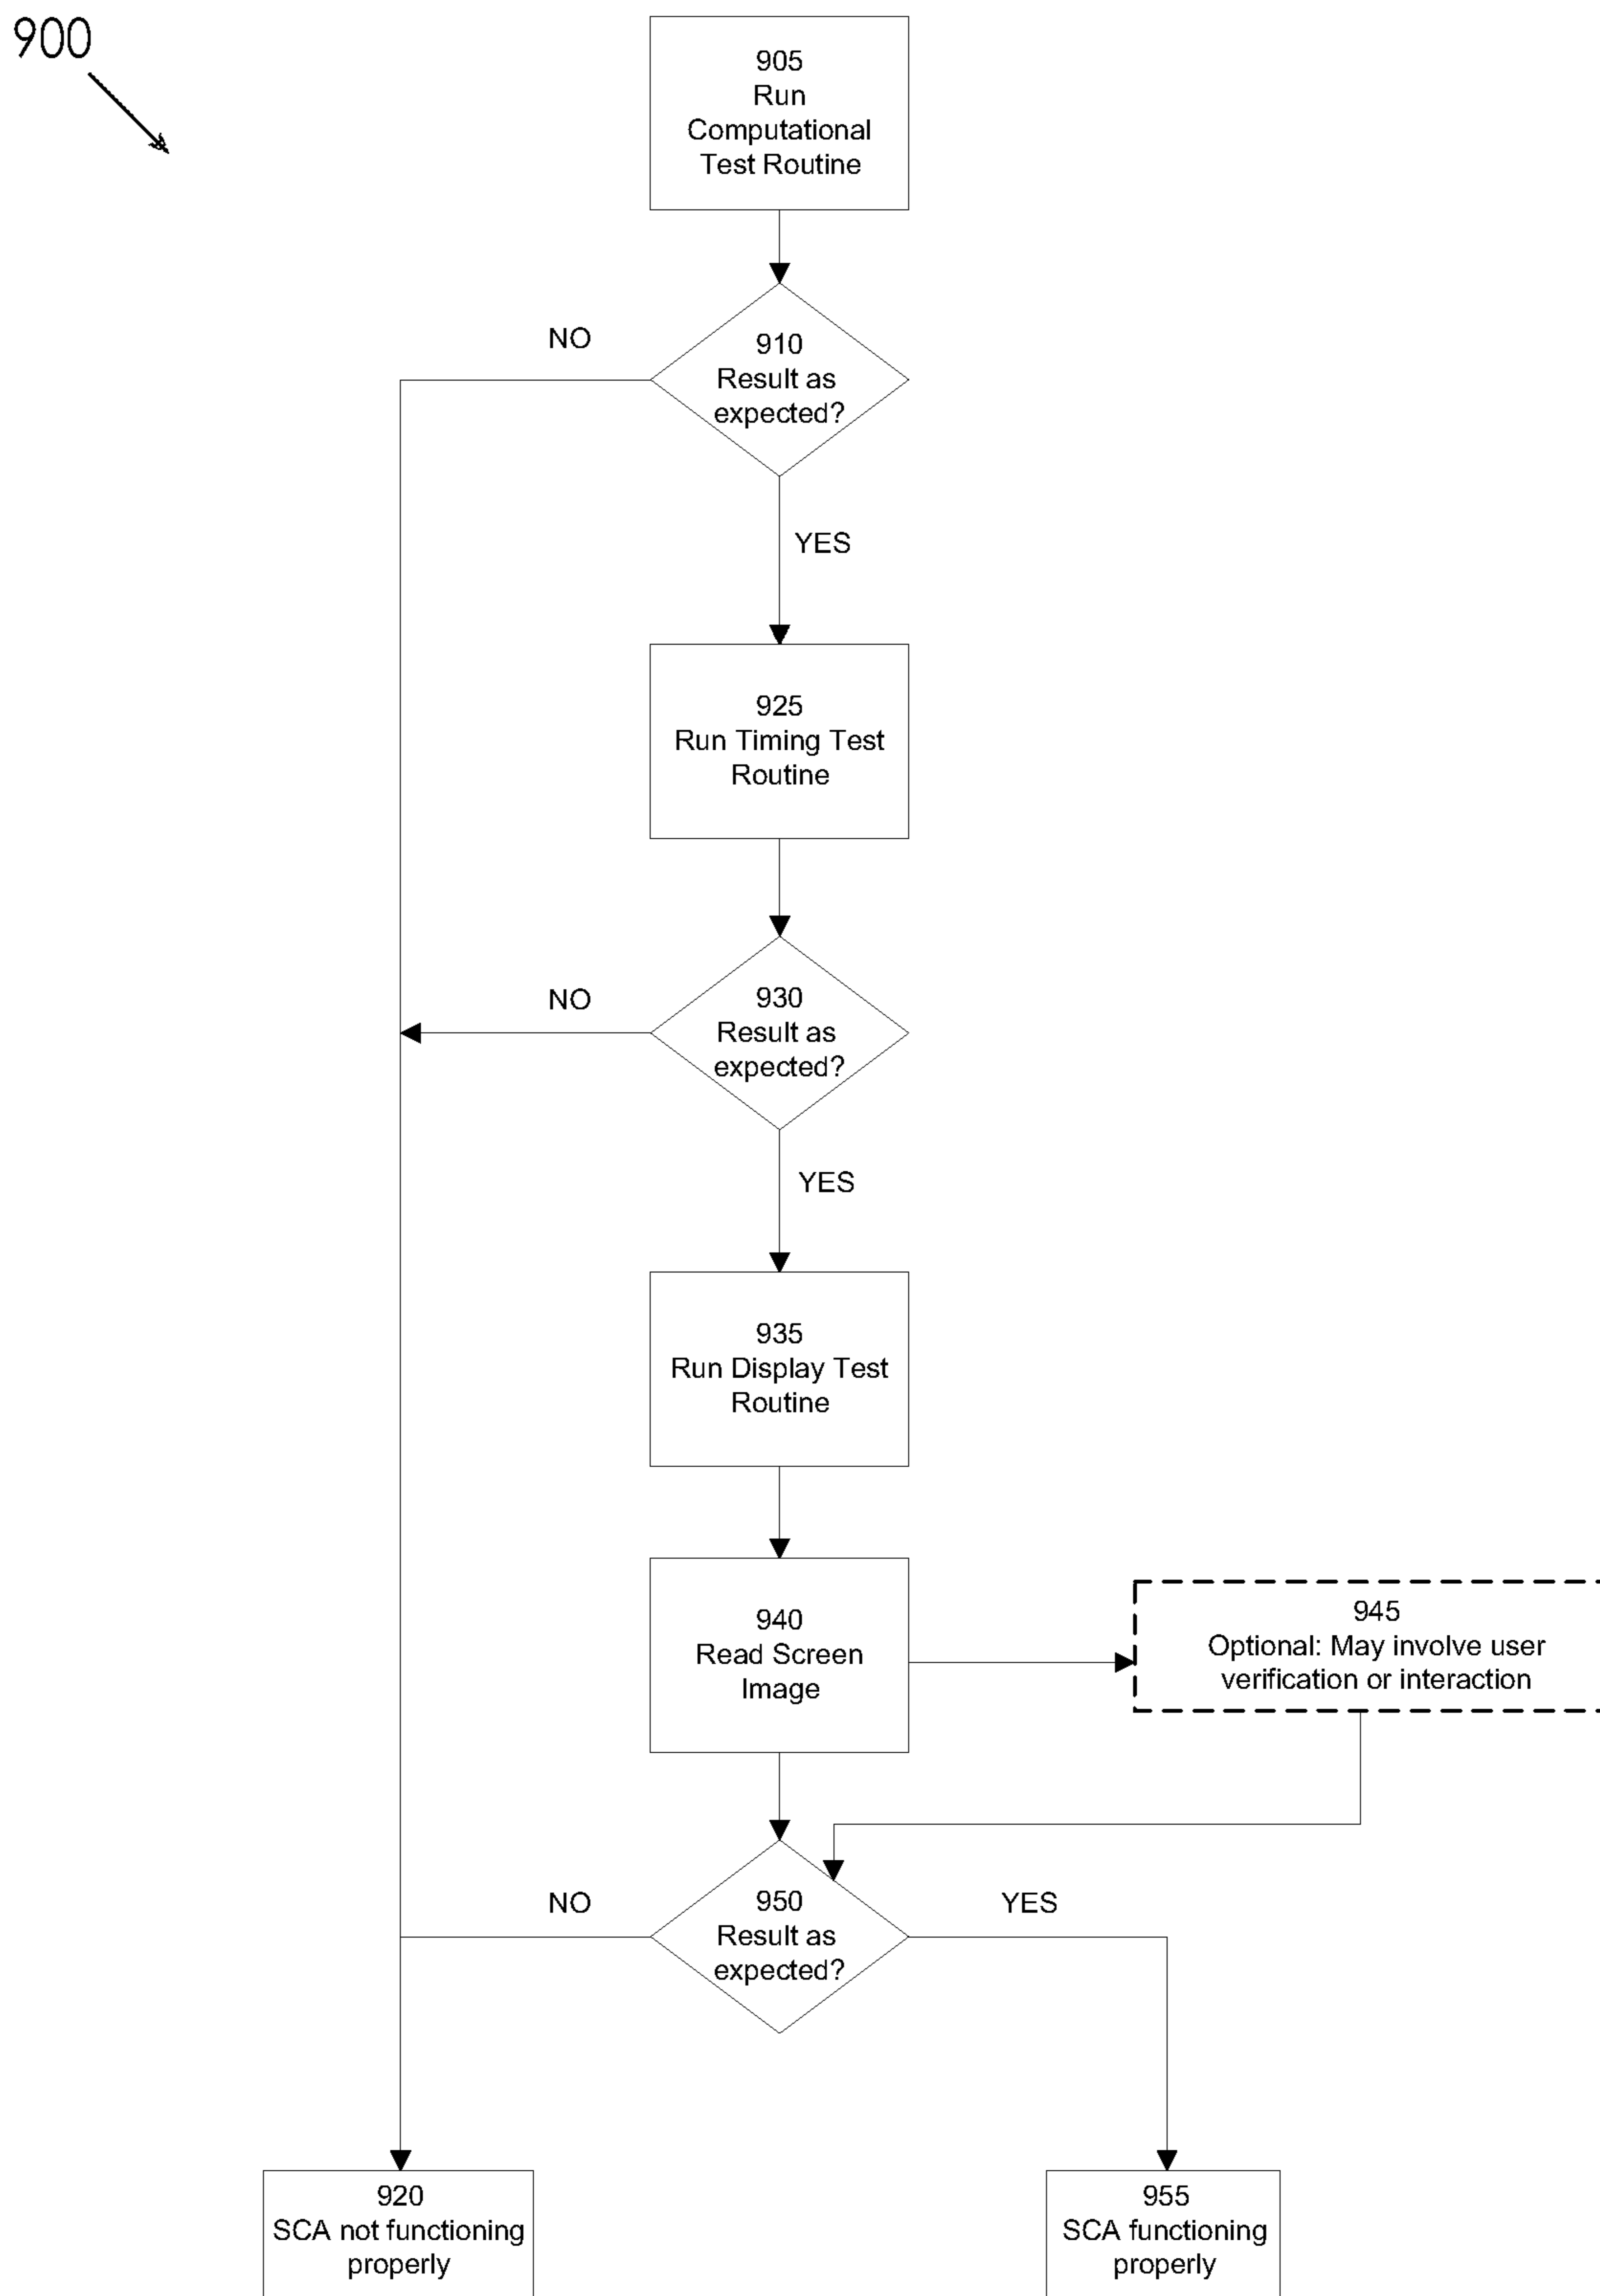 900
905
Run
Computational
Test Routine
NO
910
Result as
expected?
YES
925
Run Timing Test
Routine
NO
930
Result as
expected?
YES
935
Run Display Test
Routine
940
Read Screen
Image
945
Optional: May involve user
verification or interaction
NO
950
Result as
expected?
YES
920
SCA not functioning
properly
955
SCA functioning
properly